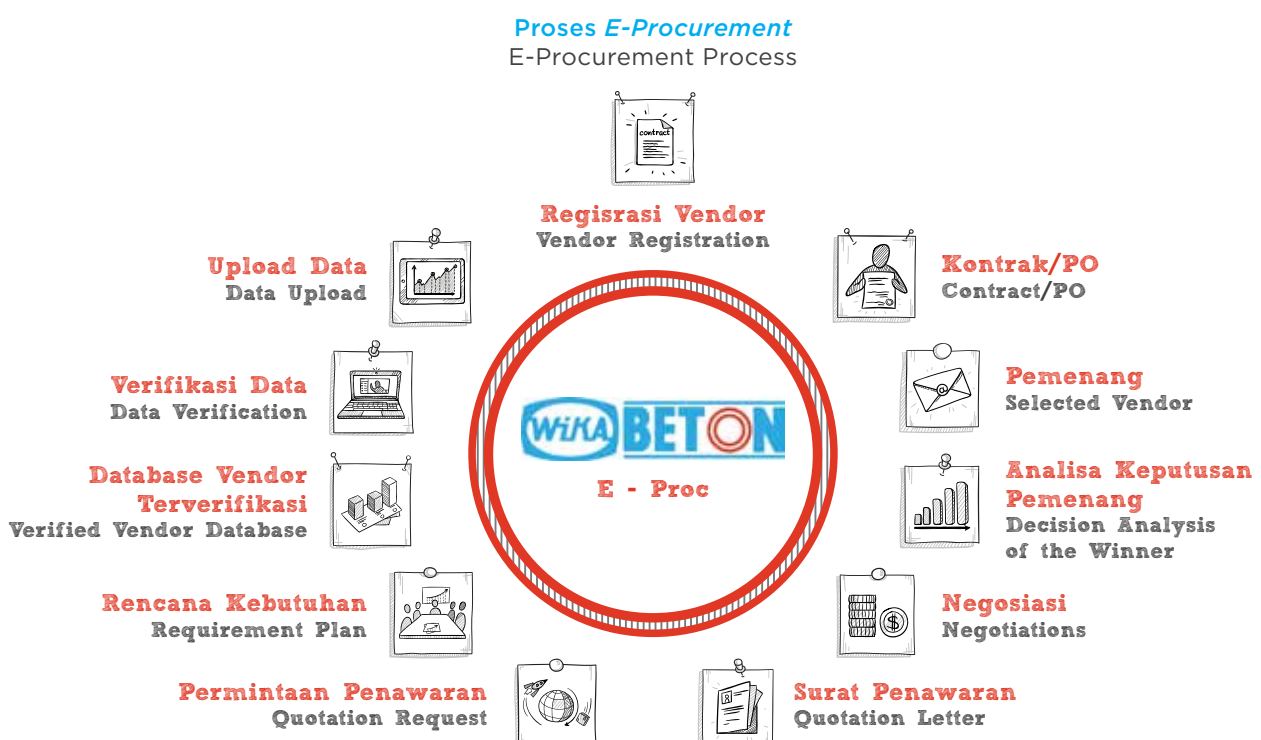 Proses E-Procurement
E-Procurement Process
contract
Regisrasi Vendor
Vendor Registration
Upload Data
Data Upload
Kontrak/PO
Contract/PO
Verifikasi Data
Data Verification
Pemenang
Selected Vendor
@
WIKA BETON
E - Proc
Database Vendor
Terverifikasi
Verified Vendor Database
Analisa Keputusan
Pemenang
Decision Analysis
of the Winner
Rencana Kebutuhan
Requirement Plan
Negosiasi
Negotiations
$
Permintaan Penawaran
Quotation Request
Surat Penawaran
Quotation Letter